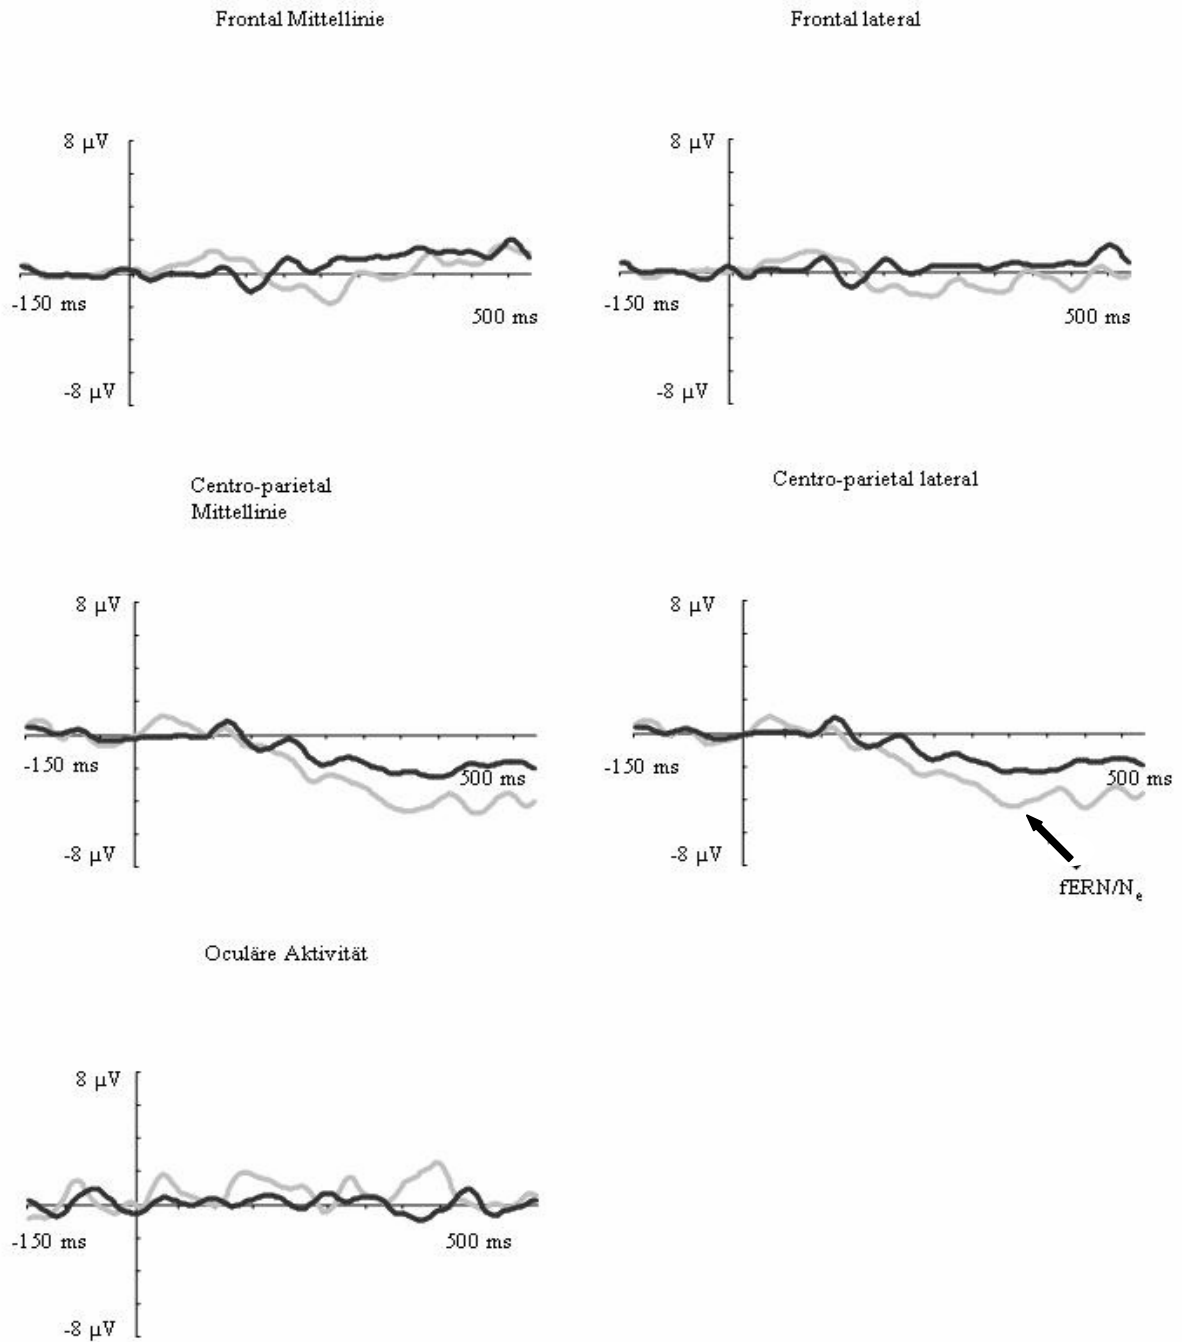 Frontal Mittellinie
Frontal lateral
8 μV
8 μV
-150 ms
500 ms
-150 ms
500 ms
-8 μV
-8 μV
Centro-parietal
Mittellinie
Centro-parietal lateral
8 μV
8 μV
-150 ms
500 ms
-150 ms
500 ms
-8 μV
-8 μV
fERN/Ne
Oculäre Aktivität
8 μV
-150 ms
500 ms
-8 μV